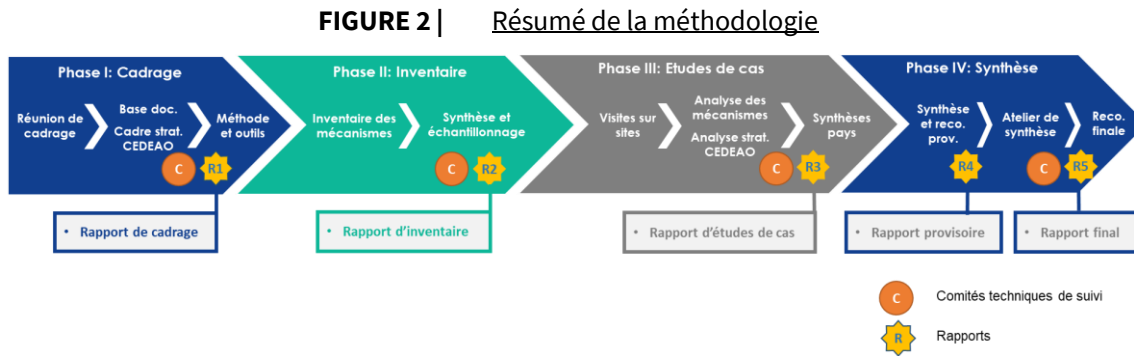 FIGURE 2 | Résumé de la méthodologie
Phase I: Cadrage
Réunion de
cadrage
Base doc.
Cadre strat.
CEDEAO
Méthode
et outils
C
R1
Rapport de cadrage
Phase II: Inventaire
Inventaire des
mécanismes
Synthèse et
échantillonnage
C
R2
Rapport d'inventaire
Phase III: Etudes de cas
Visites sur
sites
Analyse des
mécanismes
Analyse strat.
CEDEAO
Synthèses
pays
C
R3
Rapport d'études de cas
Phase IV: Synthèse
Synthèse
et reco.
prov.
Atelier de
synthèse
Reco.
finale
R4
C
R5
Rapport provisoire
Rapport final
C
Comités techniques de suivi
R
Rapports